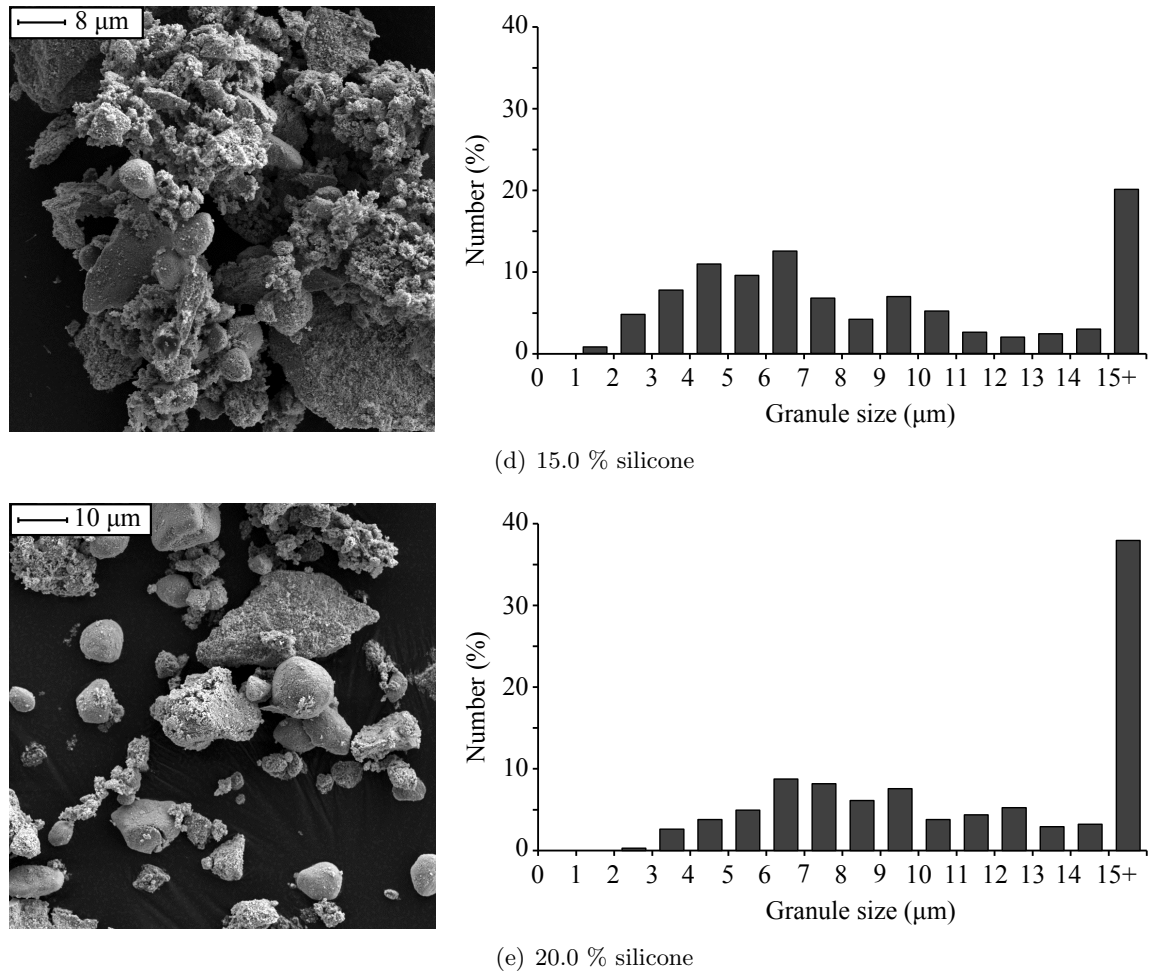 8 μm
40
30
20
10
0
Number (%)
0 1 2 3 4 5 6 7 8 9 10 11 12 13 14 15+
Granule size (μm)
(d) 15.0 % silicone
10 μm
40
30
20
10
0
Number (%)
0 1 2 3 4 5 6 7 8 9 10 11 12 13 14 15+
Granule size (μm)
(e) 20.0 % silicone